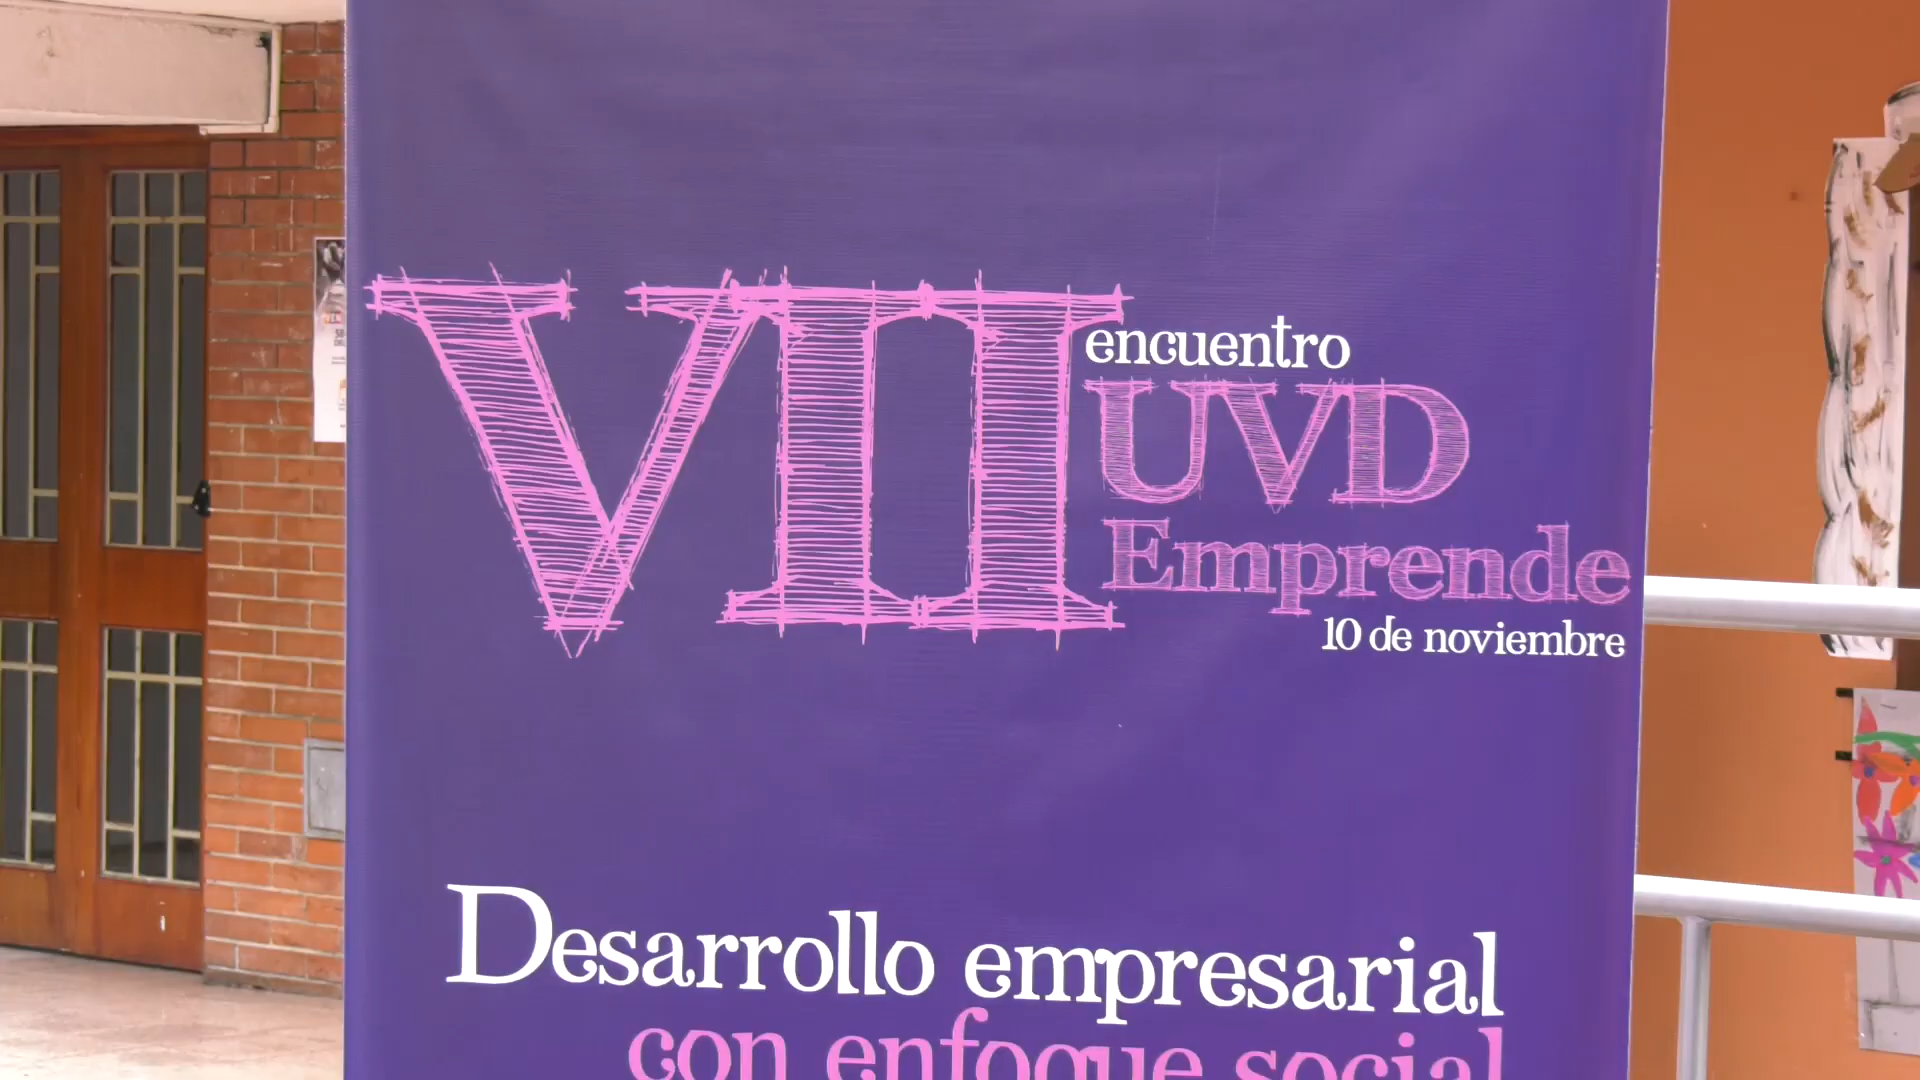 VII
encuentro
UVD
Emprende
10 de noviembre
Desarrollo empresarial
con enfoque social